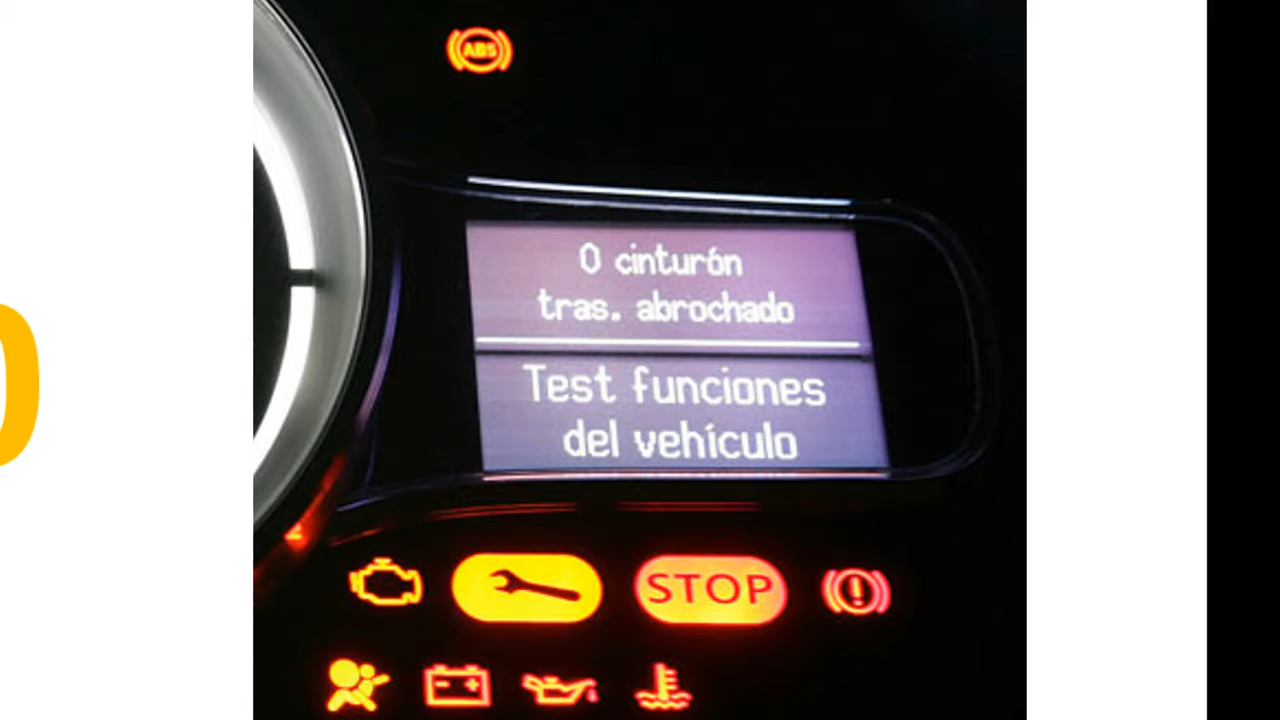 ABS
0 cinturón
tras. abrochado
Test funciones
del vehículo
STOP